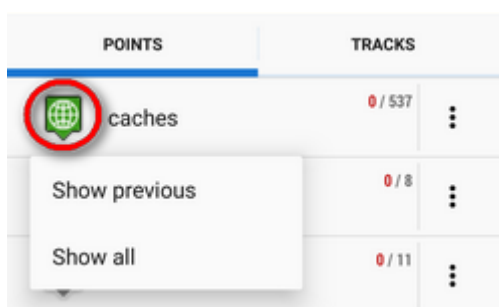 POINTS TRACKS
caches 0 / 537
Show previous 0 / 8
Show all 0 / 11